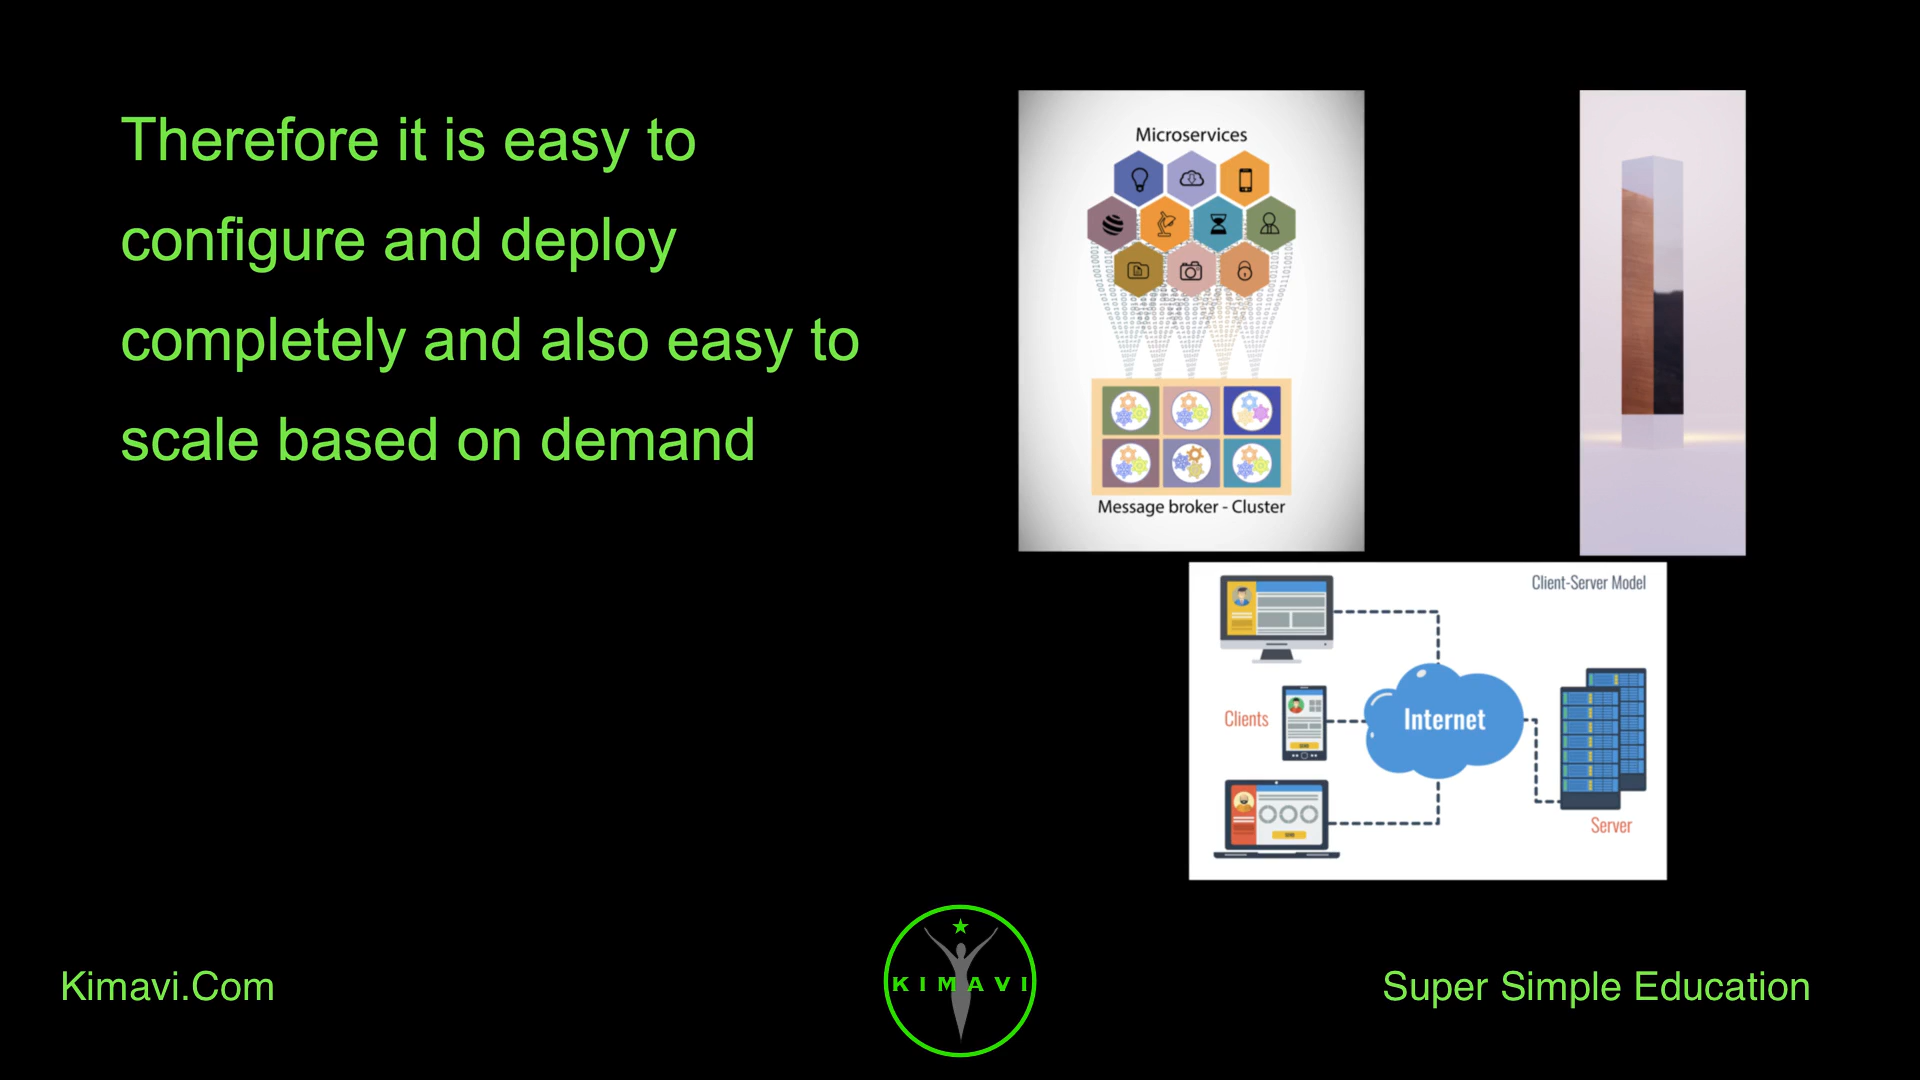 Therefore it is easy to
configure and deploy
completely and also easy to
scale based on demand
Microservices
Message broker - Cluster
Client-Server Model
Clients
Internet
Server
Kimavi.Com
KIMAVI
Super Simple Education